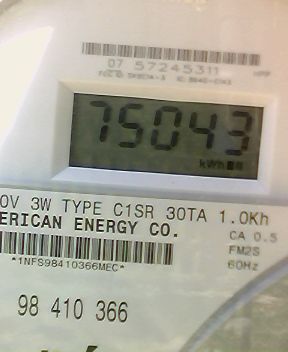 07 57245311
75043
kWh
0V 3W TYPE C1SR 30TA 1.0Kh
ERICAN ENERGY CO.
CA 0.5
FM2S
60Hz
*1NFS98410366MEC*
98 410 366